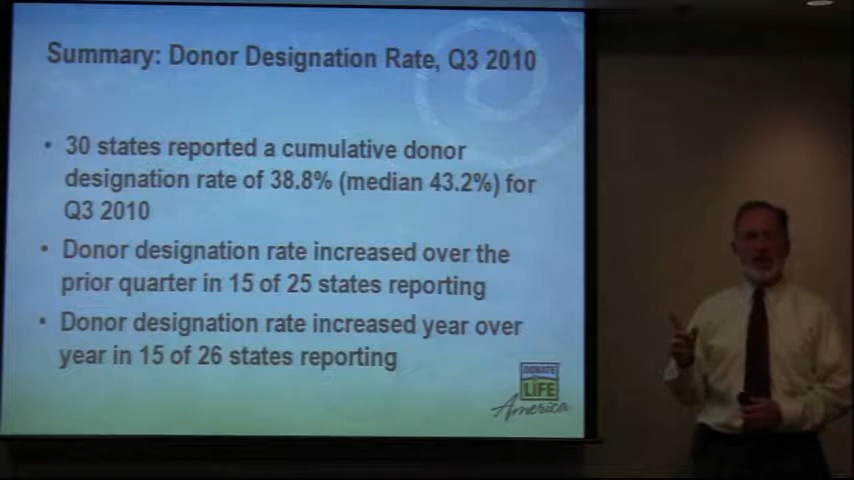 Summary: Donor Designation Rate, Q3 2010
• 30 states reported a cumulative donor
designation rate of 38.8% (median 43.2%) for
Q3 2010
• Donor designation rate increased over the
prior quarter in 15 of 25 states reporting
• Donor designation rate increased year over
year in 15 of 26 states reporting
DONATE
LiFE
America